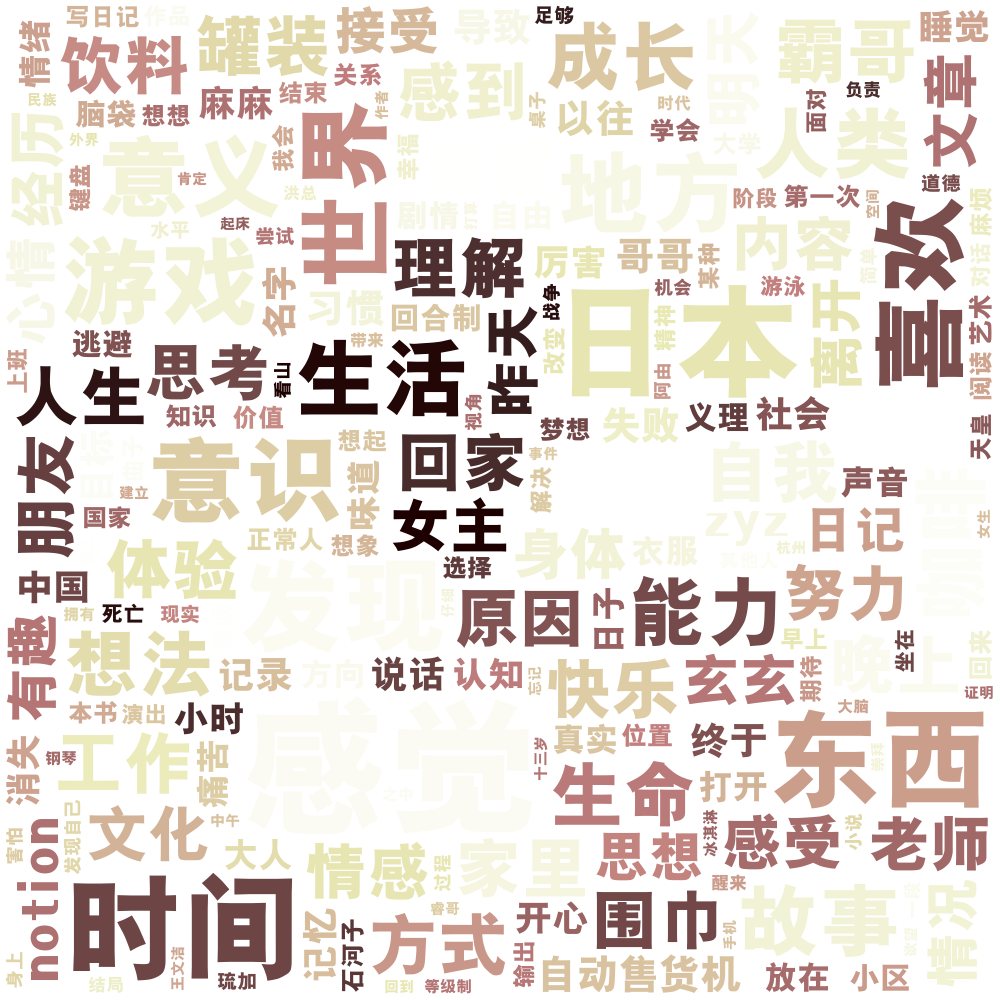 写日记
作品
情绪
饮料
罐装
接受
导致
足够
成长
明天
霸哥
睡觉
民族
脑袋
想想
麻麻
关系
结束
作者
感到
桌子
以往
时代
学会
大学
面对
负责
人类
文章
经历
外界
意义
键盘
肯定
我会
世界
幸福
洪总
地方
阶段
第一次
空间
道德
喜欢
麻烦
对话
简单
水平
起床
尝试
剧情
自由
心情
游戏
名字
习惯
理解
回合制
厉害
哥哥
某种
内容
游泳
机会
战争
改变
日本
精神
阿由
离开
艺术
阅读
天皇
上班
逃避
思考
看山
带来
生活
昨天
视角
人生
知识
价值
梦想
失败
义理
社会
朋友
意识
想起
味道
回家
事件
解决
自我
声音
建立
国家
正常人
想象
女主
选择
身体
衣服
zyz
杭州
其他人
日记
女生
中国
体验
拥有
死亡
现实
发现
仔细
原因
日子
能力
努力
早上
有趣
想法
记录
方向
说话
认知
忘记
快乐
玄玄
期待
晚上
坐在
回来
证明
本书
演出
小时
感觉
大脑
东西
崇拜
消失
钢琴
工作
痛苦
真实
位置
终于
十三岁
生命
打开
害怕
发现自己
文化
中午
大人
情感
过程
家里
思想
冰淇淋
感受
小说
老师
醒来
notion
时间
身上
结局
王文洁
琉加
记忆
石河子
方式
睿哥
回到
等级制
开心
输出
围巾
自动售货机
手机
故事
放在
小区
情况